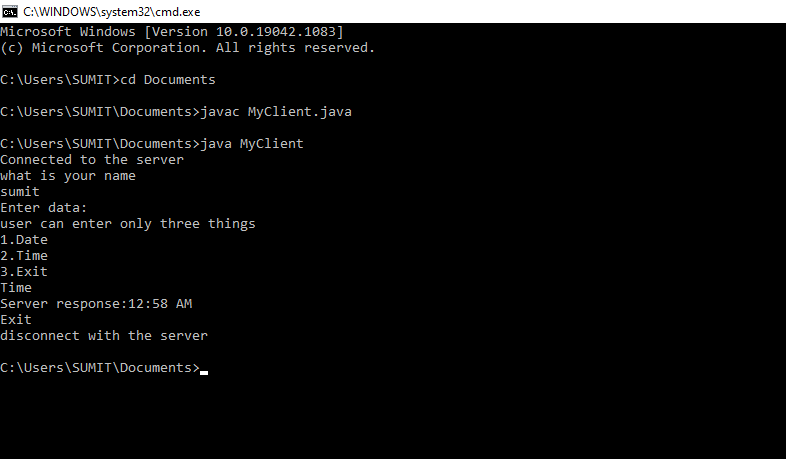 C:\WINDOWS\system32\cmd.exe
Microsoft Windows [Version 10.0.19042.1083]
(c) Microsoft Corporation. All rights reserved.
C:\Users\SUMIT>cd Documents
C:\Users\SUMIT\Documents>javac MyClient.java
C:\Users\SUMIT\Documents>java MyClient
Connected to the server
what is your name
sumit
Enter data:
user can enter only three things
1.Date
2.Time
3.Exit
Time
Server response:12:58 AM
Exit
disconnect with the server
C:\Users\SUMIT\Documents>